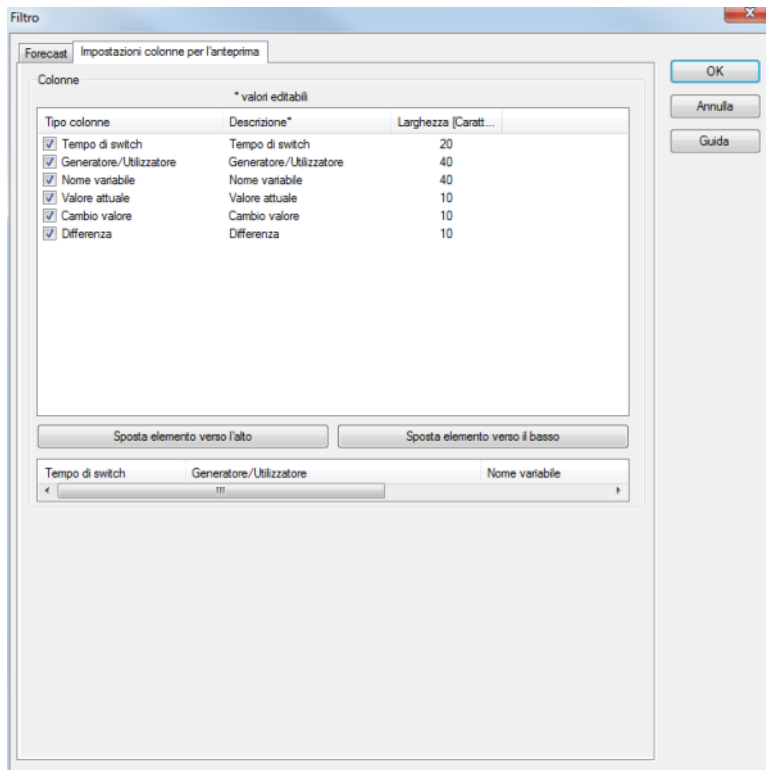 Filtro
Forecast Impostazioni colonne per l'anteprima
Colonne
* valori editabili
Tipo colonne Descrizione* Larghezza [Caratt...
Tempo di switch Tempo di switch 20
Generatore/Utilizzatore Generatore/Utilizzatore 40
Nome variabile Nome variabile 40
Valore attuale Valore attuale 10
Cambio valore Cambio valore 10
Differenza Differenza 10
Sposta elemento verso l'alto Sposta elemento verso il basso
Tempo di switch Generatore/Utilizzatore Nome variabile
OK
Annulla
Guida